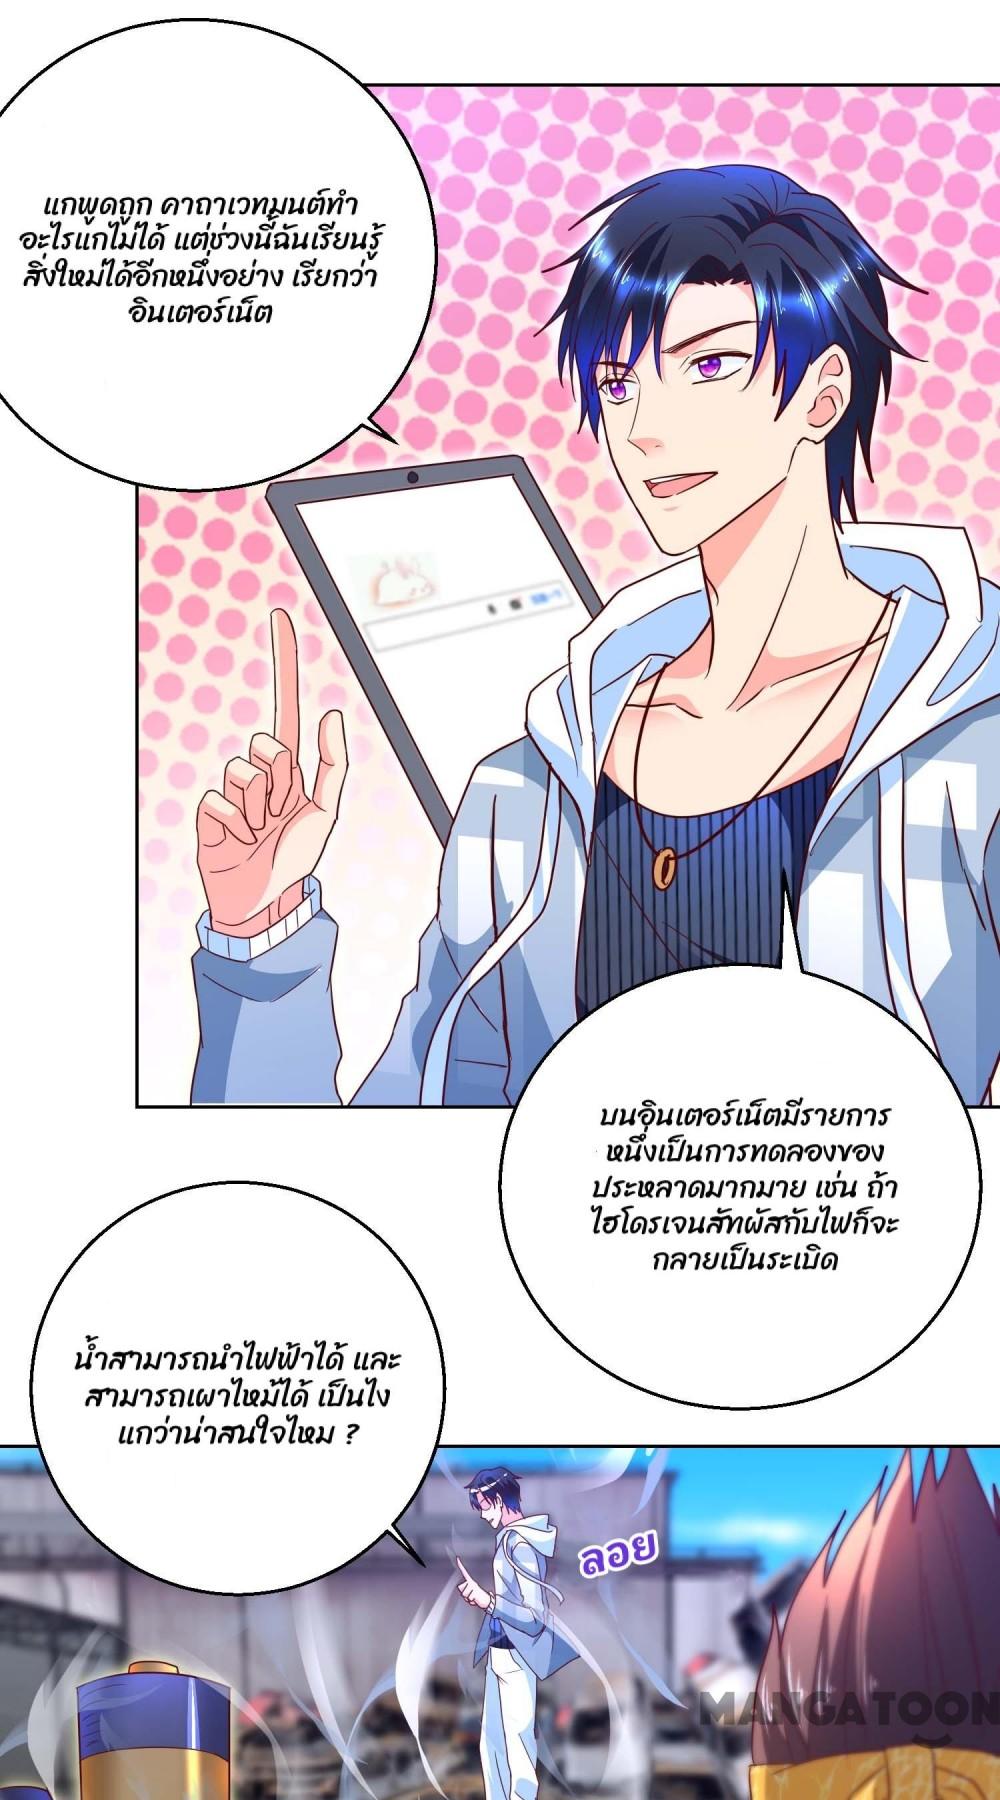 แกพูดถูก คาถาเวทมนต์ทำ
อะไรแกไม่ได้ แต่ช่วงนี้ฉันเรียนรู้
สิ่งใหม่ได้อีกหนึ่งอย่าง เรียกว่า
อินเตอร์เน็ต
บนอินเตอร์เน็ตมีรายการ
หนึ่งเป็นการทดลองของ
ประหลาดมากมาย เช่น ถ้า
ไฮโดรเจนสัทผัสกับไฟก็จะ
กลายเป็นระเบิด
น้ำสามารถนำไฟฟ้าได้ และ
สามารถเผาไหม้ได้ เป็นไง
แกว่าน่าสนใจไหม ?
ลอย
MANGATOON